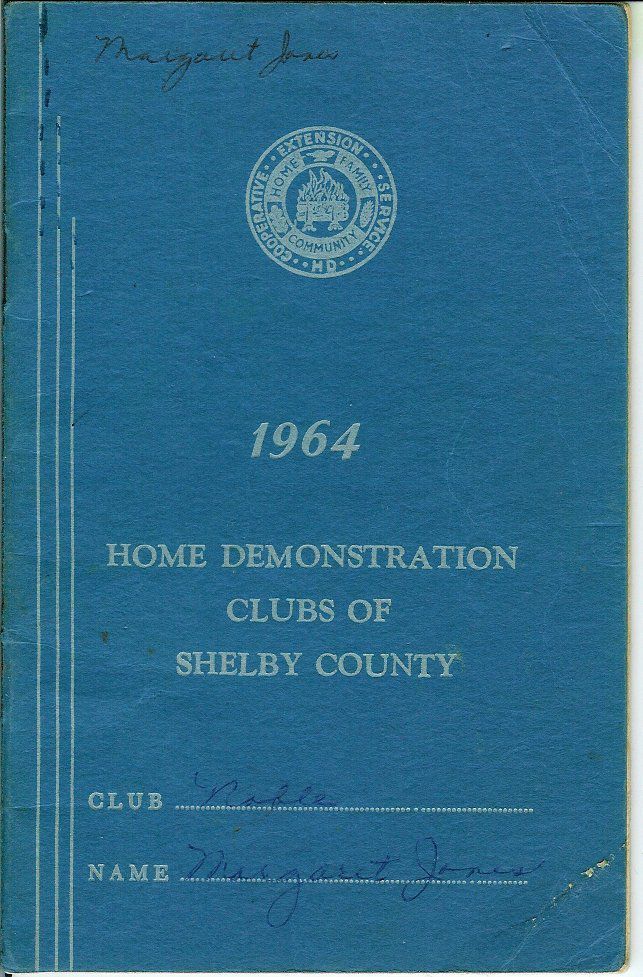 Margaret Jones
COOPERATIVE · EXTENSION · SERVICE
HOME FAMILY
COMMUNITY
HD
1964
HOME DEMONSTRATION
CLUBS OF
SHELBY COUNTY
CLUB Noble
NAME Margaret Jones